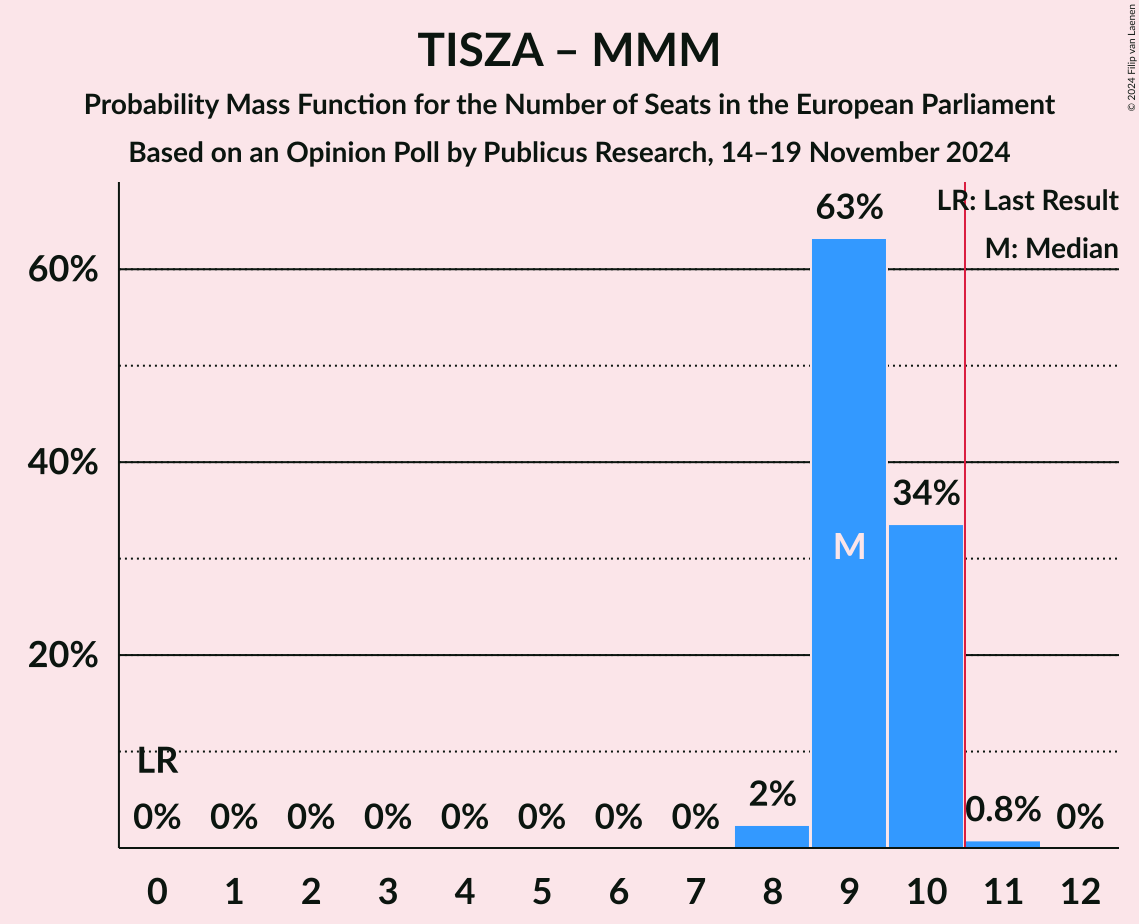 TISZA – MMM
Probability Mass Function for the Number of Seats in the European Parliament
Based on an Opinion Poll by Publicus Research, 14–19 November 2024
© 2024 Filip van Laenen
LR: Last Result
M: Median
60%
40%
20%
63%
34%
M
LR
0% 0% 0% 0% 0% 0% 0% 0% 2% 0.8% 0%
0 1 2 3 4 5 6 7 8 9 10 11 12